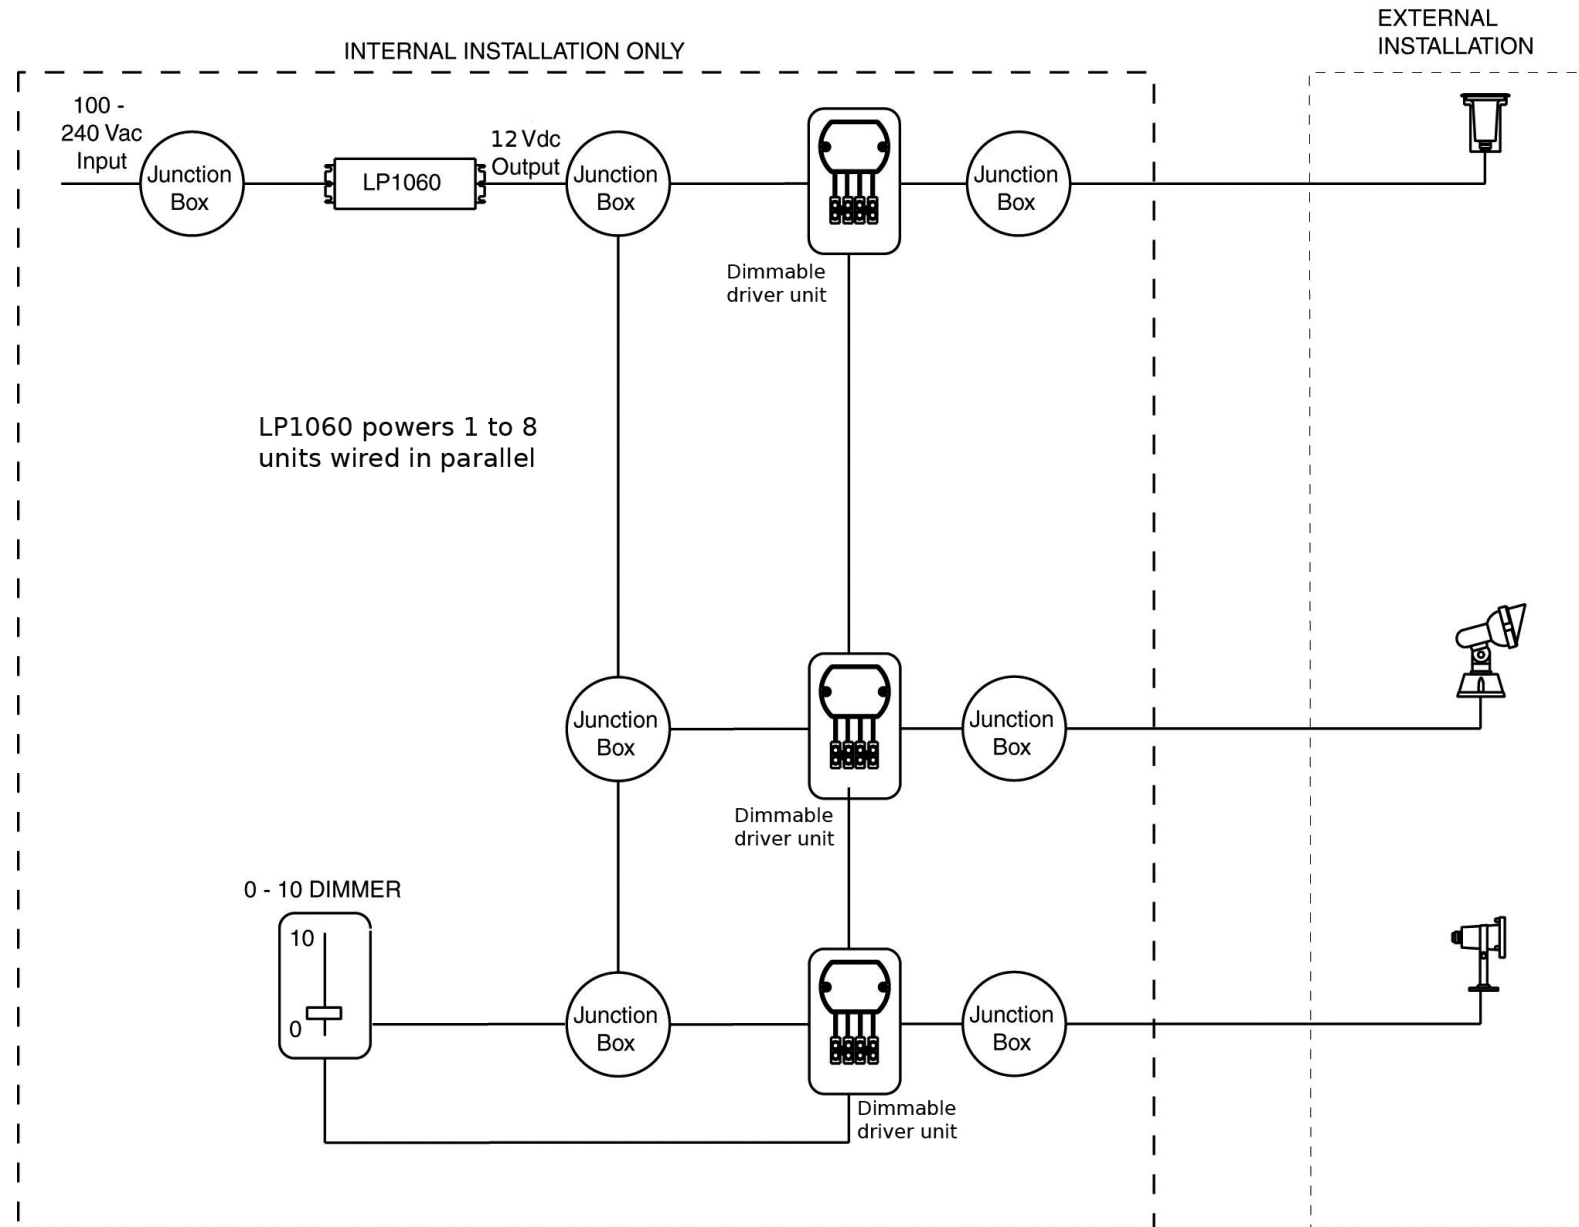 EXTERNAL
INSTALLATION
INTERNAL INSTALLATION ONLY
100 -
240 Vac
Input
Junction
Box
LP1060
12 Vdc
Output
Junction
Box
Junction
Box
Dimmable
driver unit
LP1060 powers 1 to 8
units wired in parallel
Junction
Box
Junction
Box
Dimmable
driver unit
0 - 10 DIMMER
10
0
Junction
Box
Junction
Box
Dimmable
driver unit